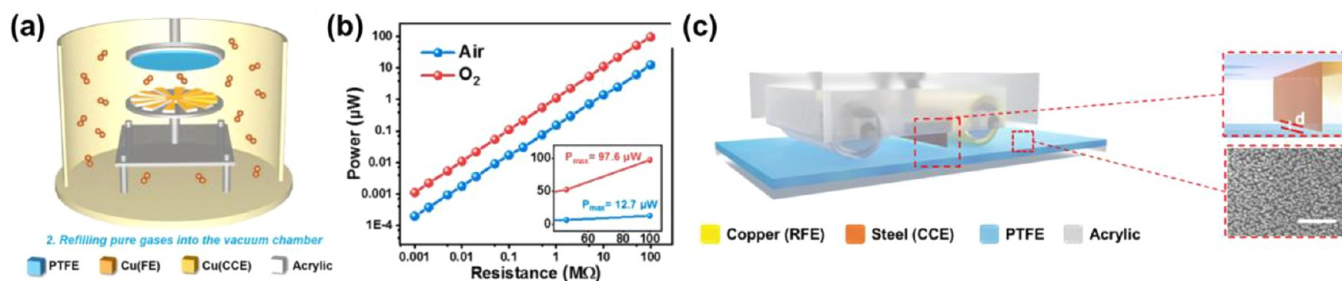 (a)
2. Refilling pure gases into the vacuum chamber
PTFE Cu(FE) Cu(CCE) Acrylic
(b)
Power (µW)
100
10
1
0.1
0.01
0.001
1E-4
Air
O₂
Pmax= 97.6 µW
Pmax= 12.7 µW
100
50
0
60 80 100
0.001 0.01 0.1 1 10 100
Resistance (MΩ)
(c)
d
Copper (RFE) Steel (CCE) PTFE Acrylic